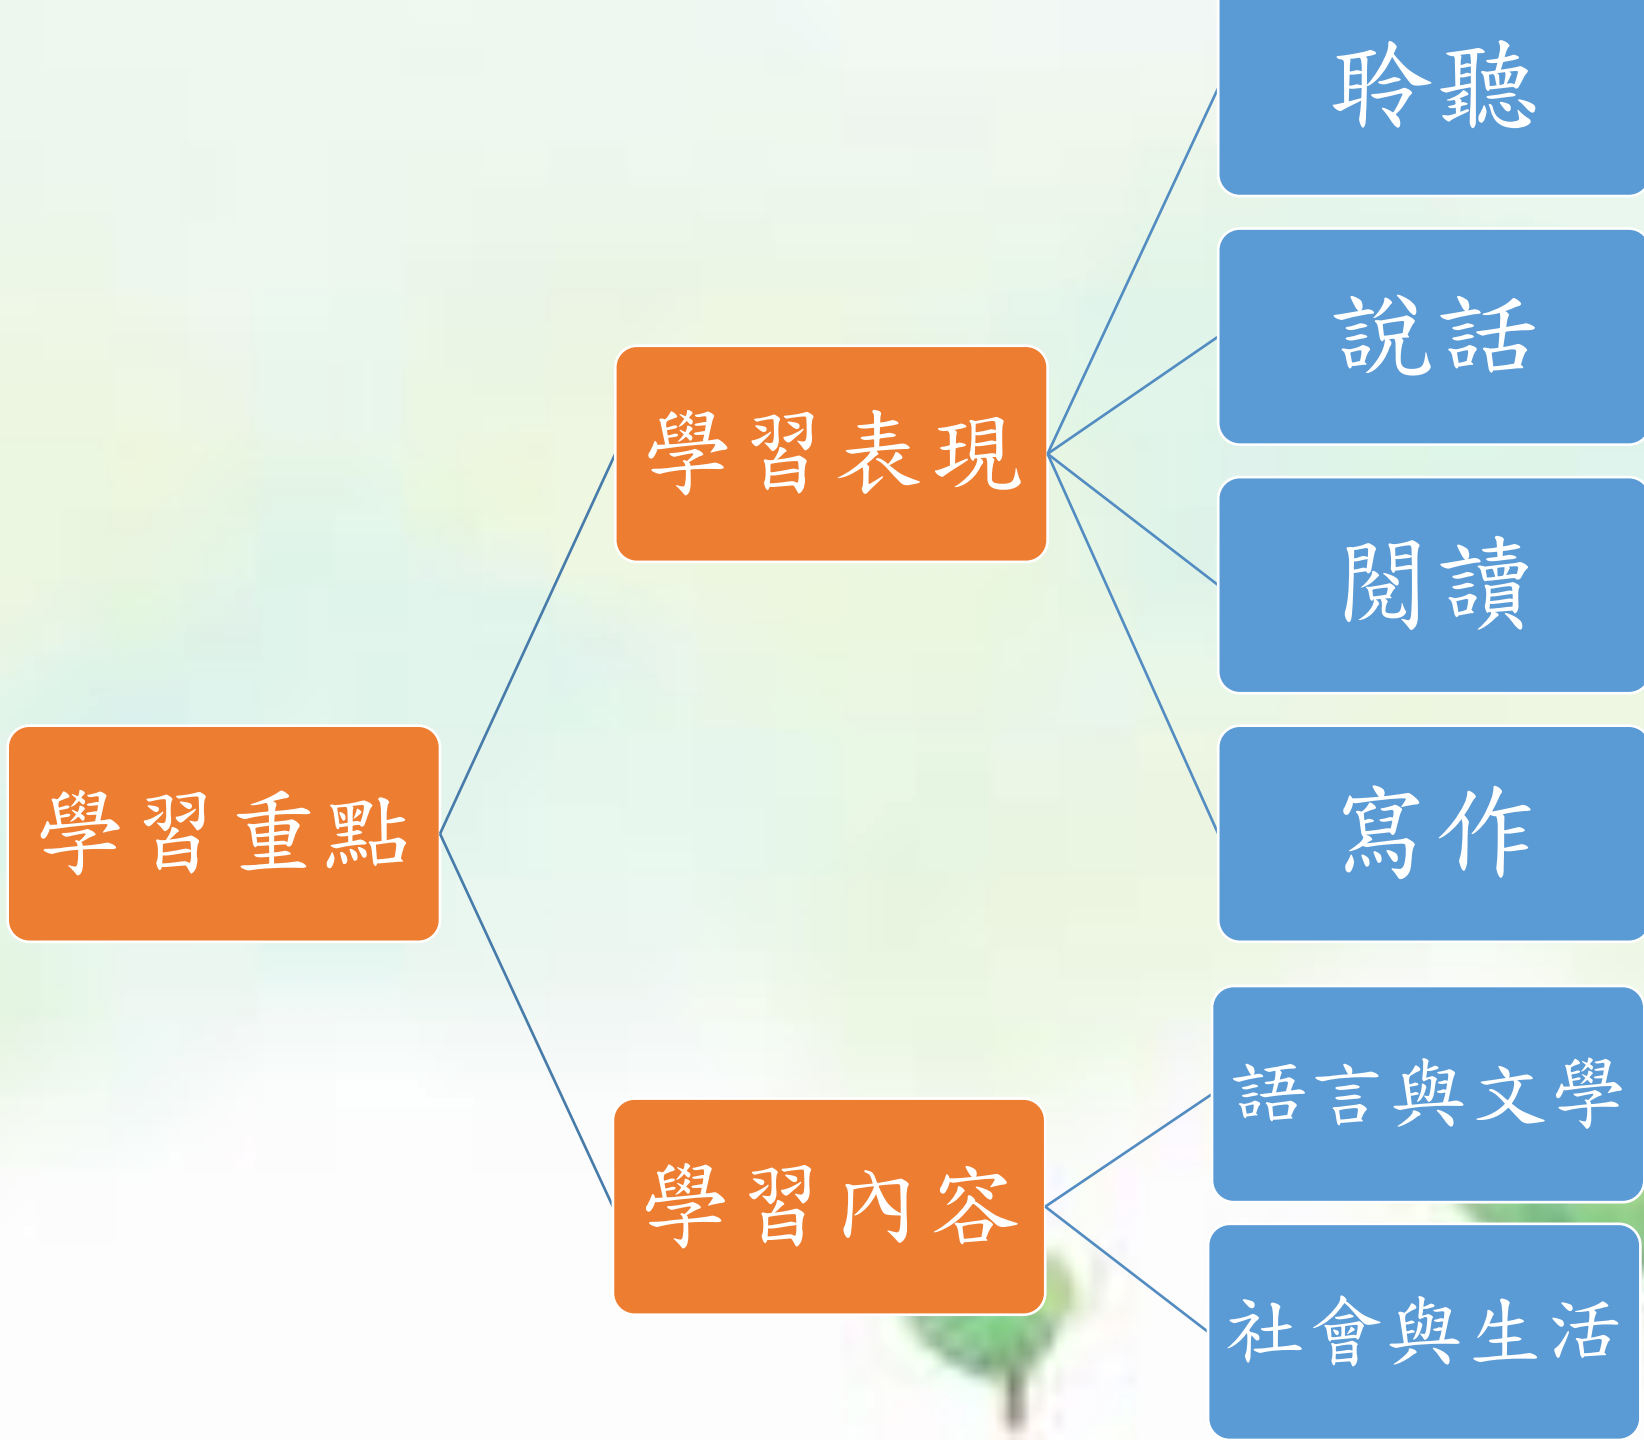 聆聽
說話
學習表現
閱讀
學習重點
寫作
語言與文學
學習內容
社會與生活